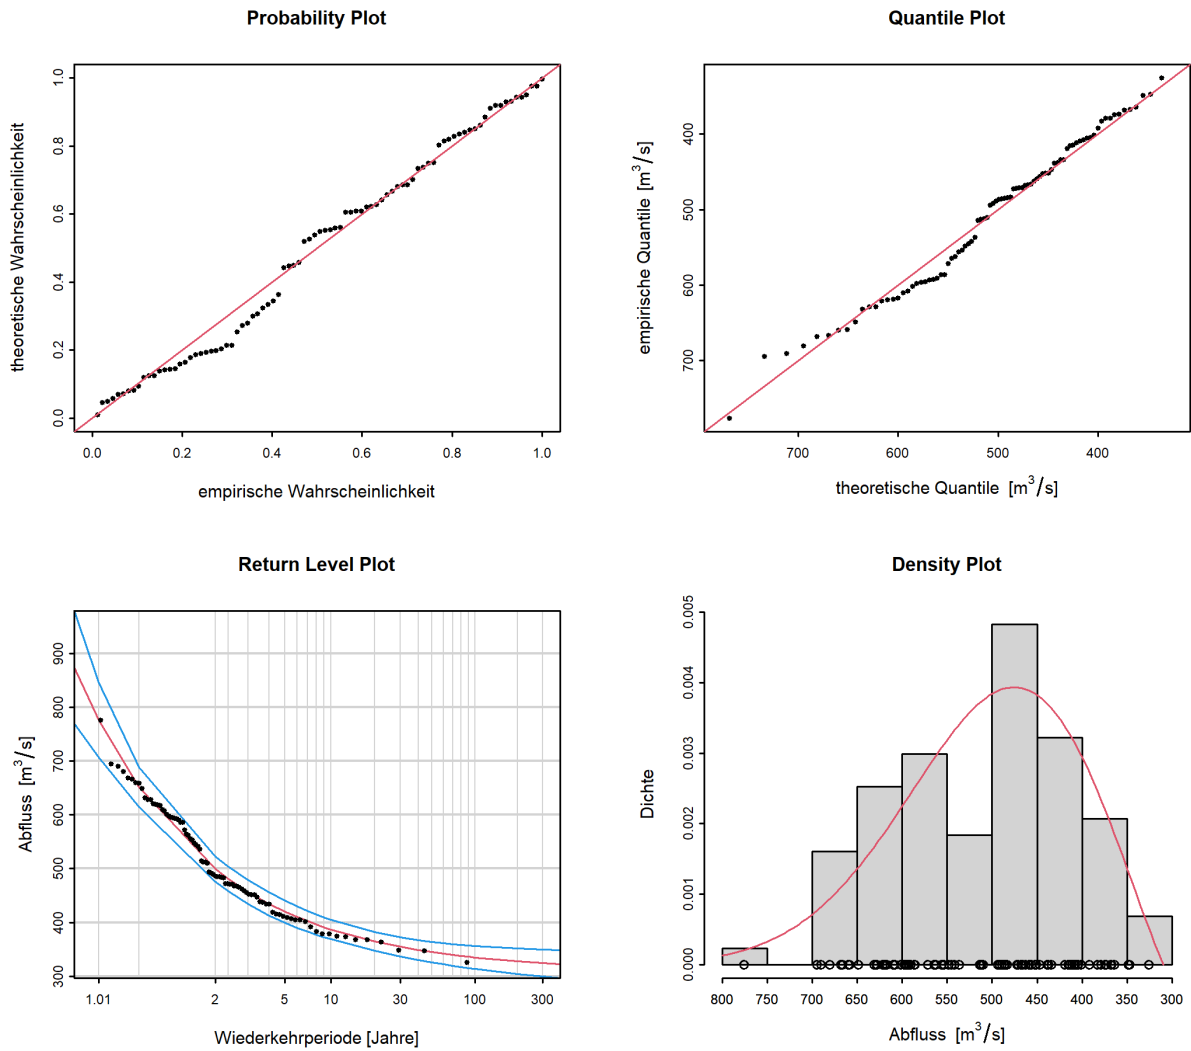 Probability Plot
theoretische Wahrscheinlichkeit
1.0
0.8
0.6
0.4
0.2
0.0
0.0 0.2 0.4 0.6 0.8 1.0
empirische Wahrscheinlichkeit
Quantile Plot
empirische Quantile [m³/s]
400
500
600
700
700 600 500 400
theoretische Quantile [m³/s]
Return Level Plot
Abfluss [m³/s]
900
800
700
600
500
400
300
1.01 2 5 10 30 100 300
Wiederkehrperiode [Jahre]
Density Plot
Dichte
0.005
0.004
0.003
0.002
0.001
0.000
800 750 700 650 600 550 500 450 400 350 300
Abfluss [m³/s]